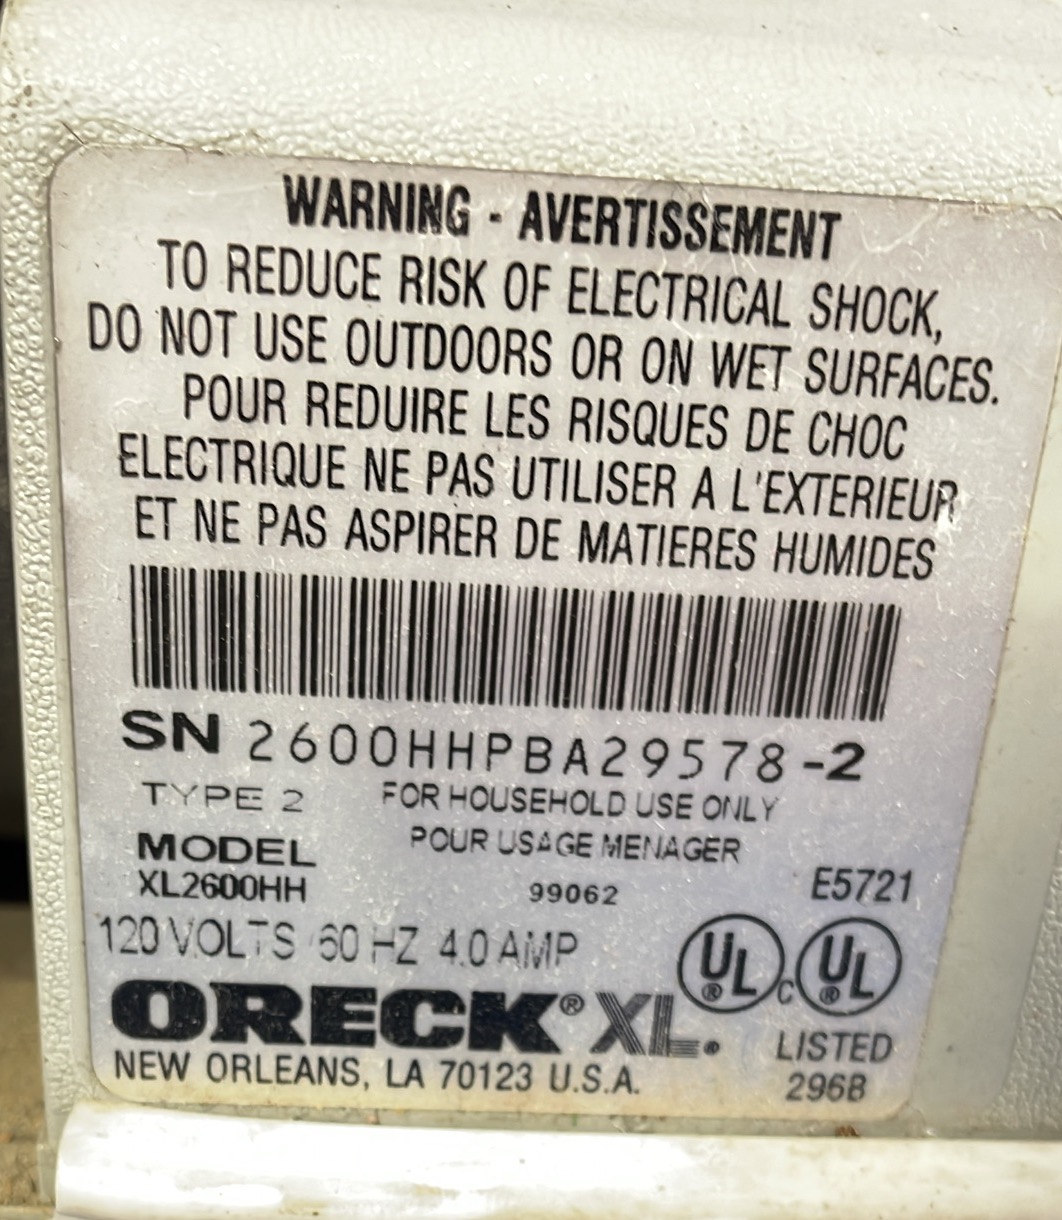 WARNING - AVERTISSEMENT
TO REDUCE RISK OF ELECTRICAL SHOCK,
DO NOT USE OUTDOORS OR ON WET SURFACES.
POUR REDUIRE LES RISQUES DE CHOC
ELECTRIQUE NE PAS UTILISER A L'EXTERIEUR
ET NE PAS ASPIRER DE MATIERES HUMIDES
SN 2600HHPBA29578-2
TYPE 2 FOR HOUSEHOLD USE ONLY
MODEL POUR USAGE MENAGER
XL2600HH 99062 E5721
120 VOLTS 60 HZ 4.0 AMP UL® C UL®
ORECK® XL. LISTED
NEW ORLEANS, LA 70123 U.S.A. 296B